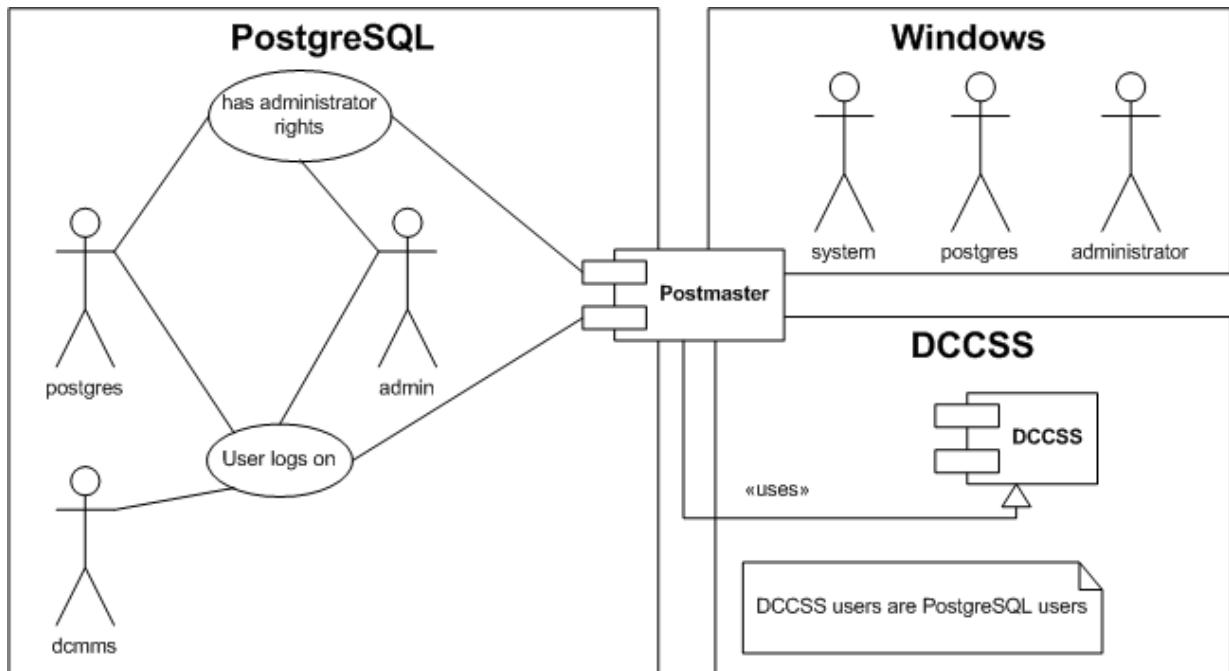 PostgreSQL
has administrator
rights
postgres
admin
User logs on
dcmms
Windows
system
postgres
administrator
Postmaster
DCCSS
DCCSS
«uses»
DCCSS users are PostgreSQL users